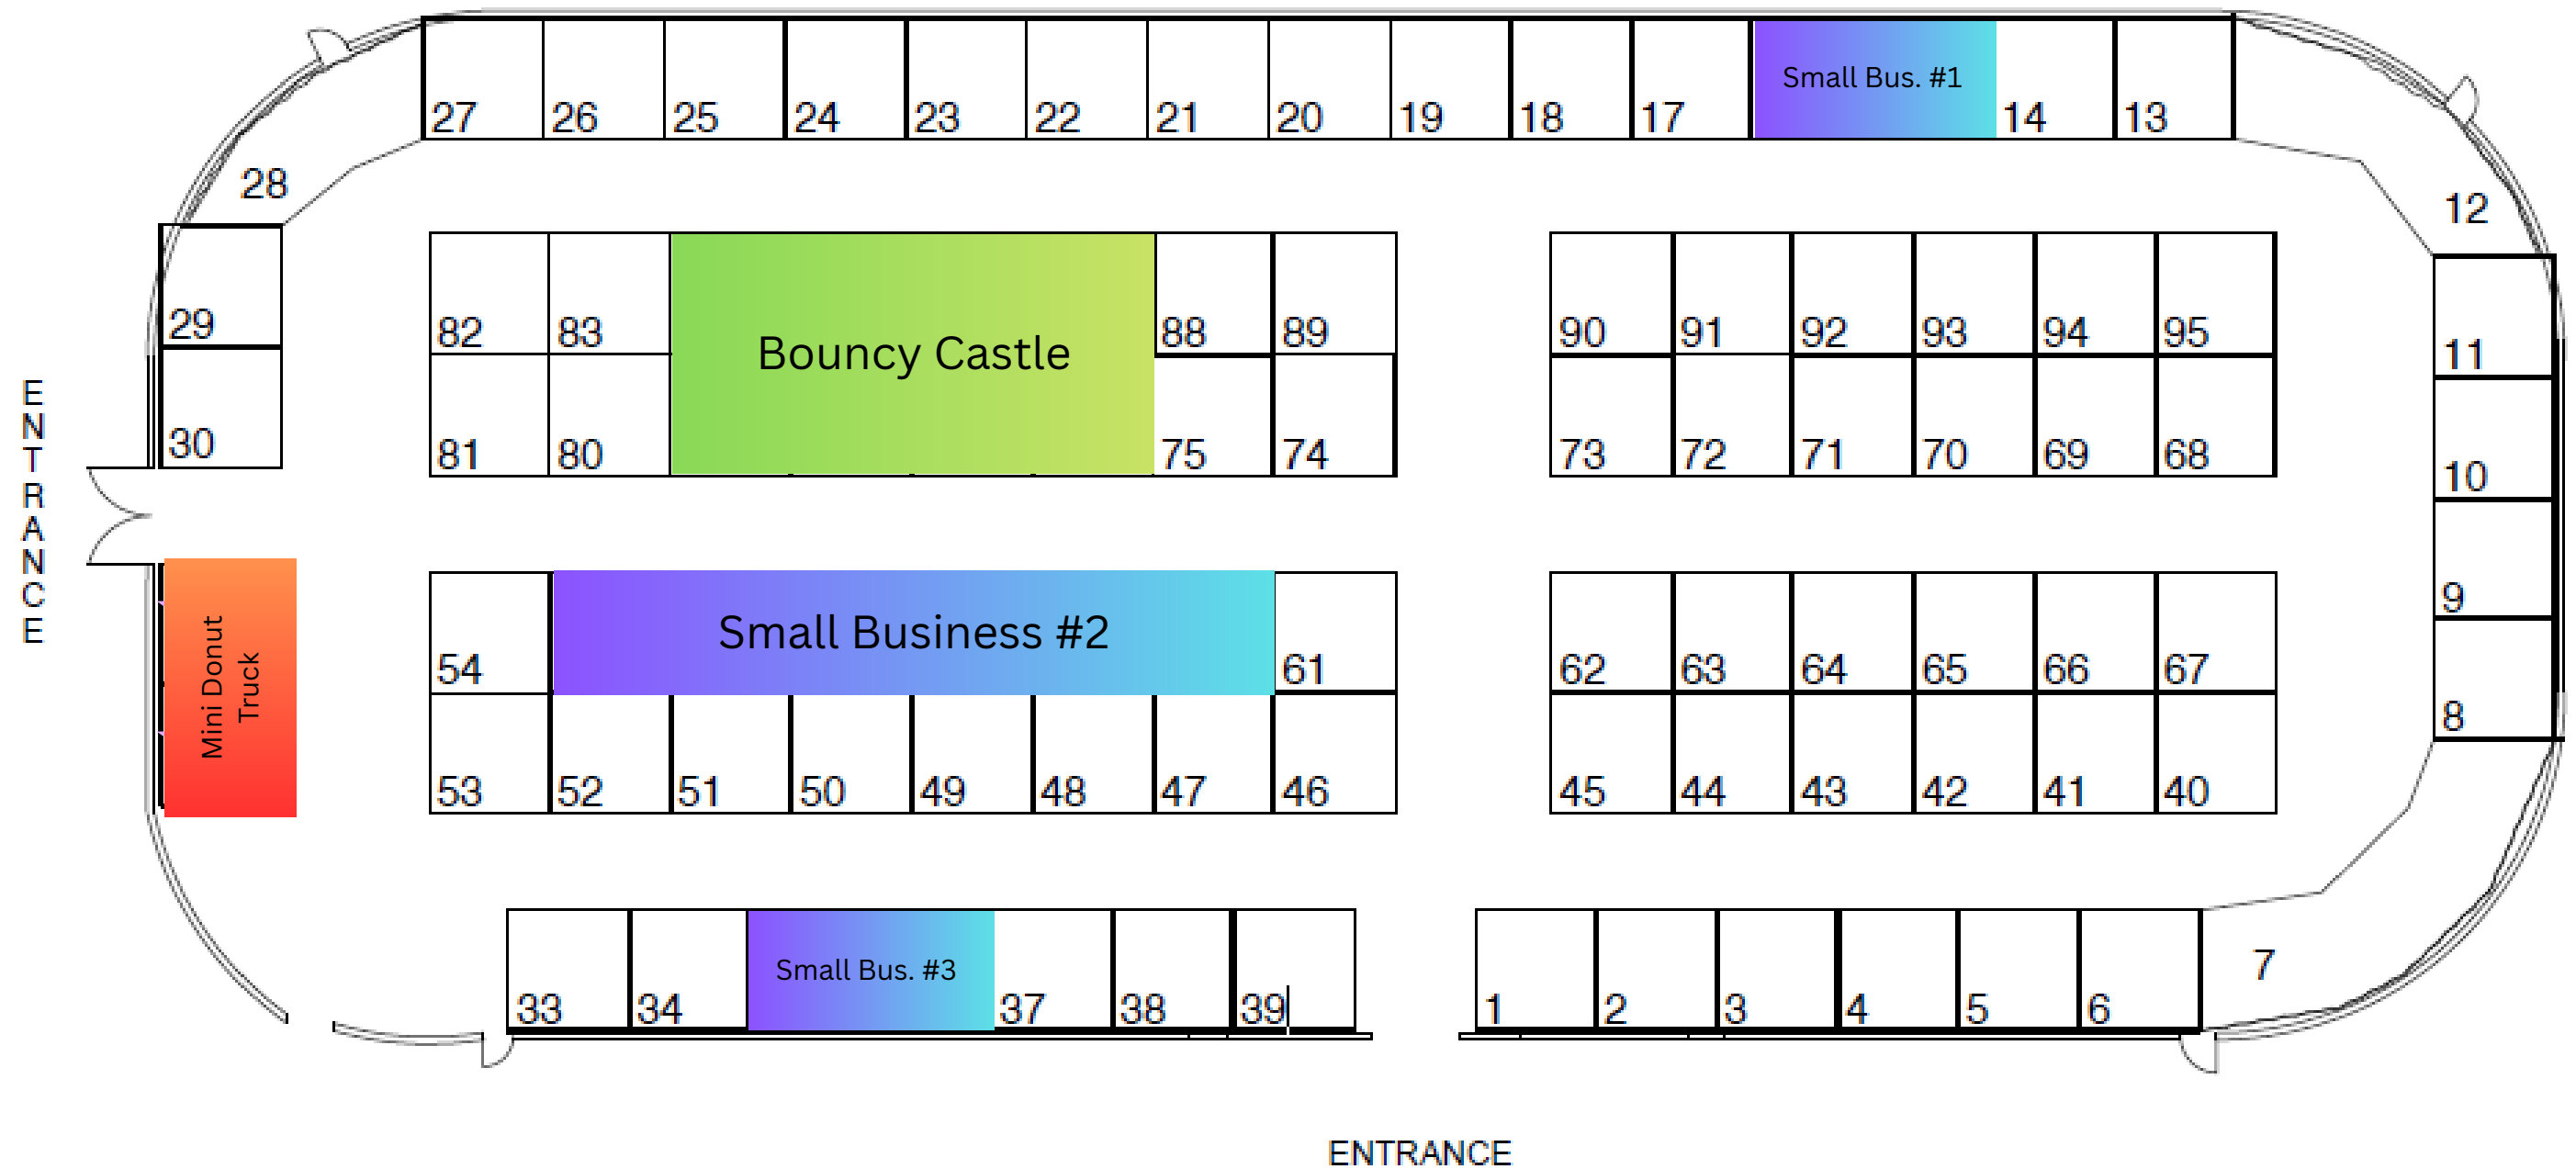 27 26 25 24 23 22 21 20 19 18 17 Small Bus. #1 14 13
28
12
29
82 83 Bouncy Castle 88 89
90 91 92 93 94 95
11
30
81 80 75 74
73 72 71 70 69 68
10
ENTRANCE
9
Mini Donut
Truck
54 Small Business #2 61
62 63 64 65 66 67
8
53 52 51 50 49 48 47 46
45 44 43 42 41 40
33 34 Small Bus. #3 37 38 39
1 2 3 4 5 6
7
ENTRANCE